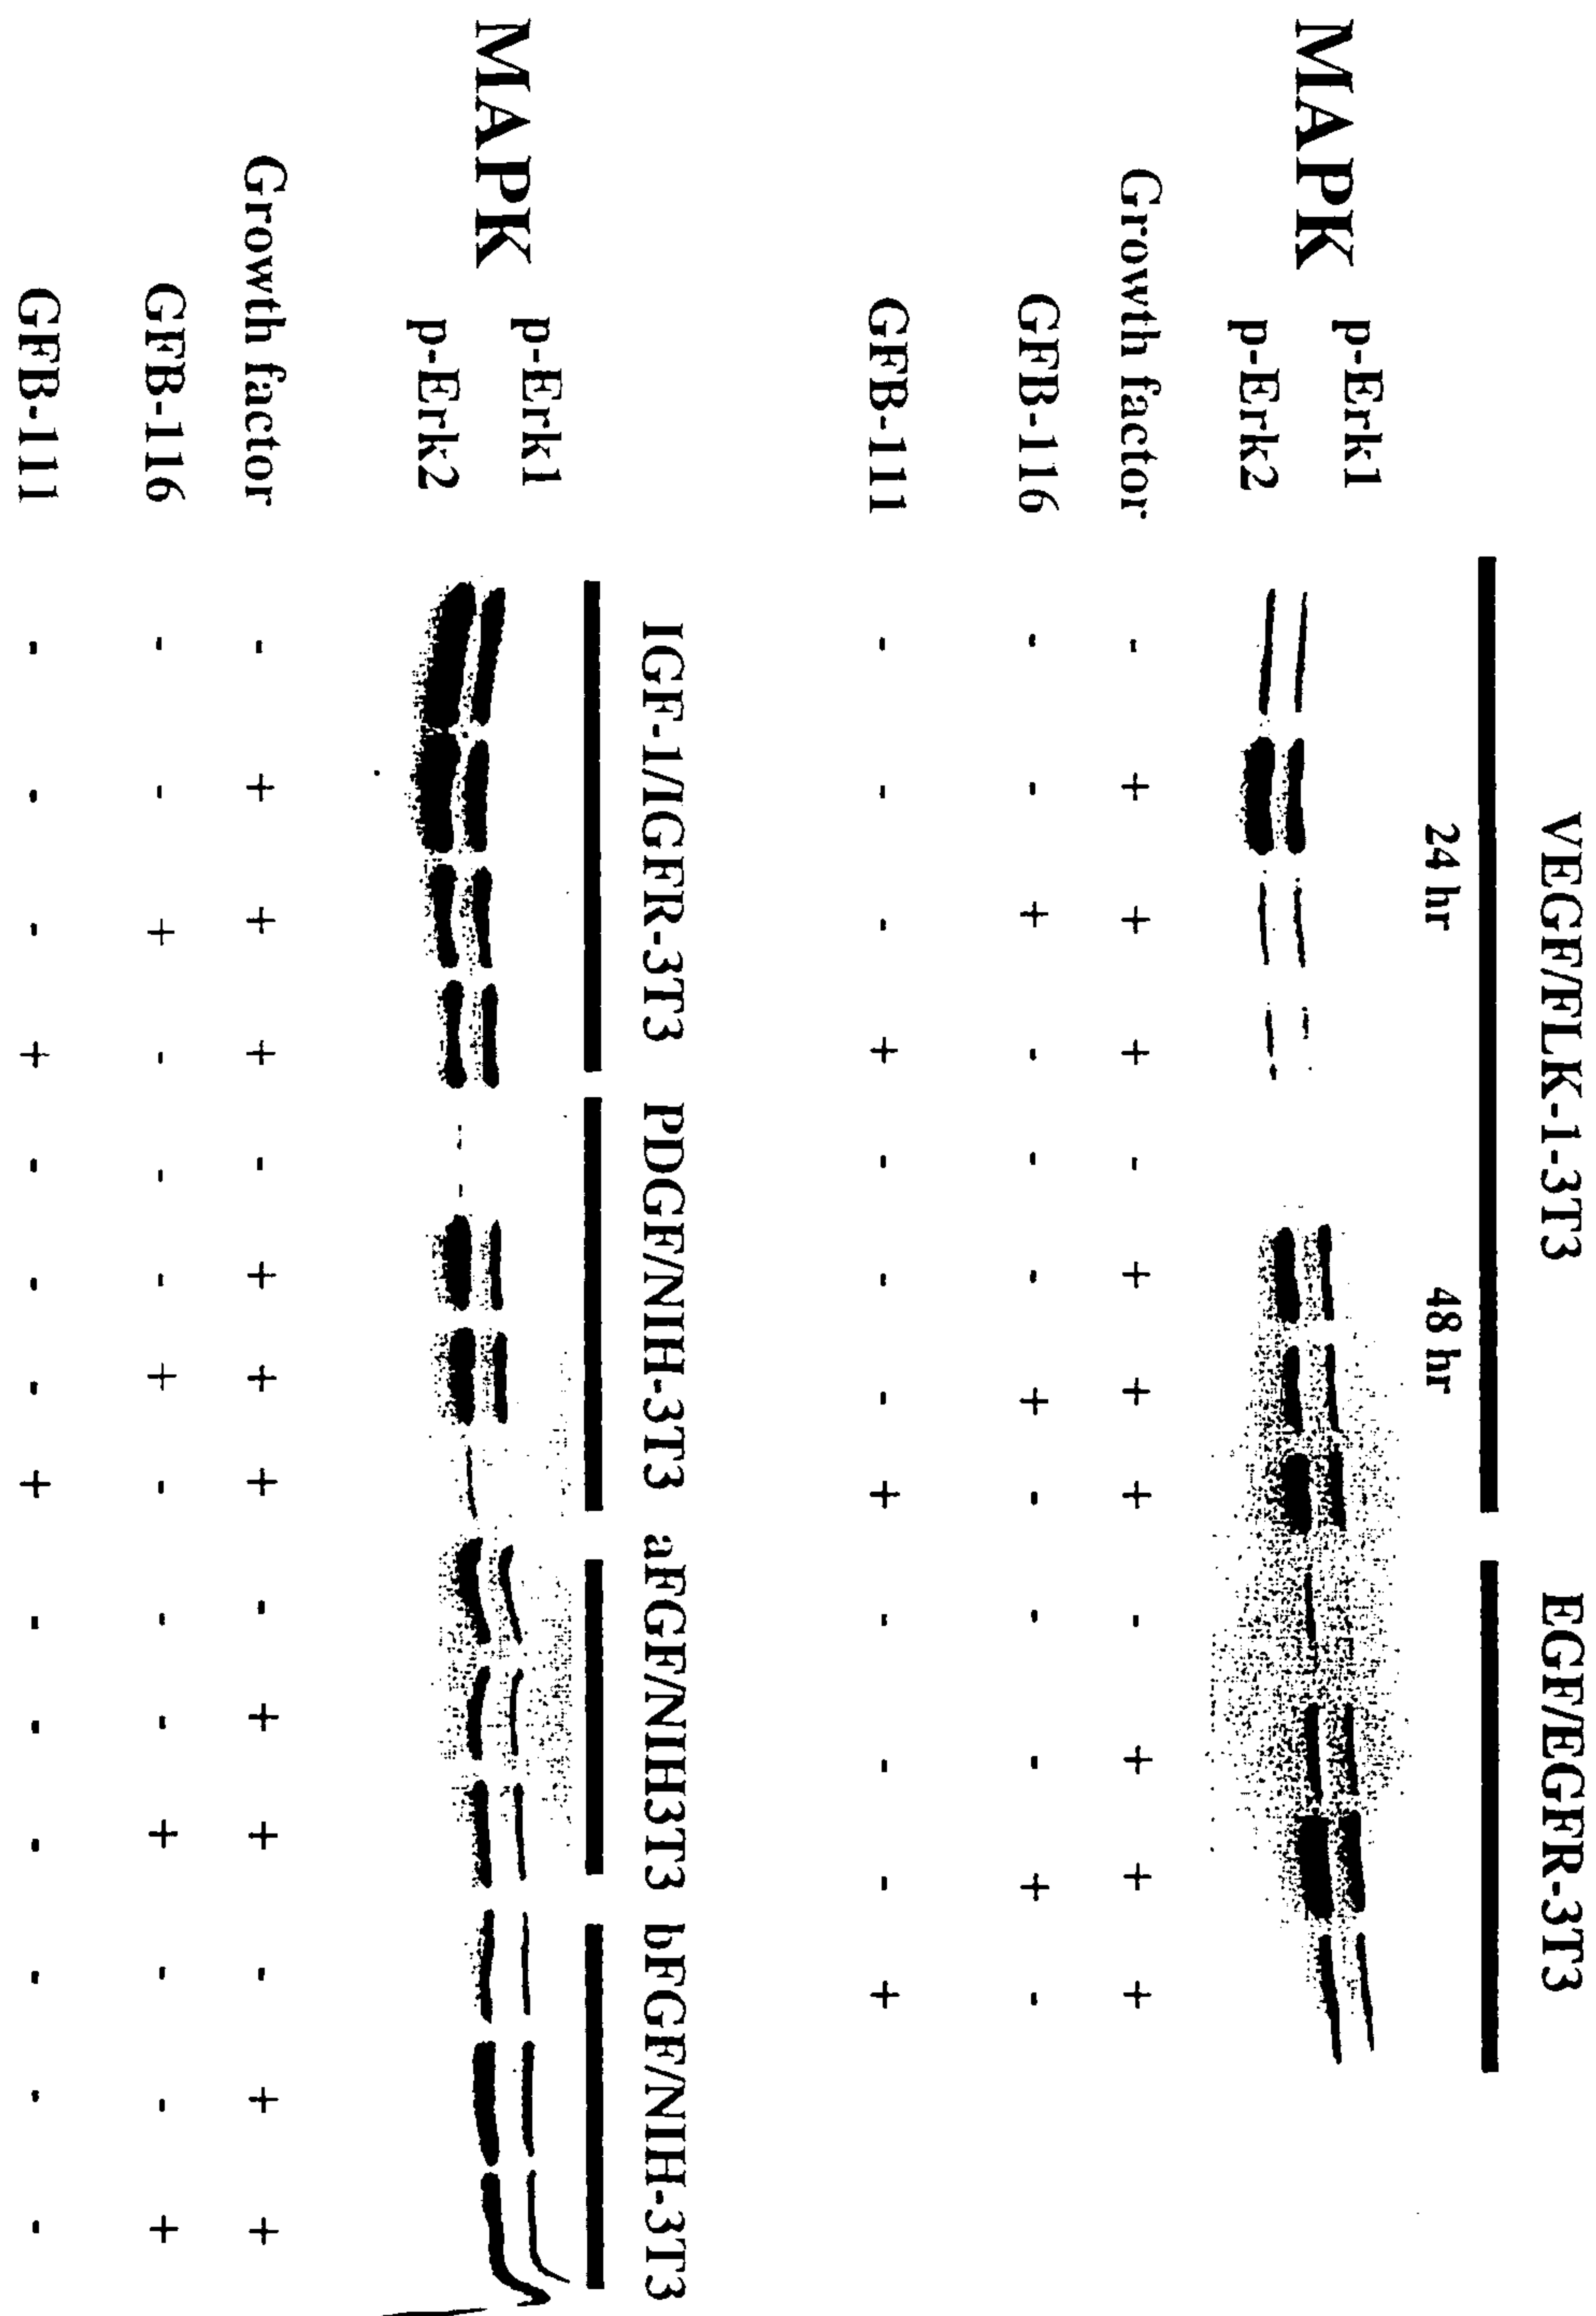 VEGF/FLK-1-3T3 EGF/EGFR-3T3
24 hr 48 hr
MAPK p-Erk1
p-Erk2
Growth factor - + + + - + + + - + + +
GFB-116 - - + - - - + - - - + -
GFB-111 - - - + - - - + - - - +
IGF-1/IGFR-3T3 PDGF/NIH-3T3 aFGF/NIH3T3 bFGF/NIH-3T3
MAPK p-Erk1
p-Erk2
Growth factor - + + + - + + + - + + - + +
GFB-116 - - + - - - + - - - + - - +
GFB-111 - - - + - - - + - - - - - -